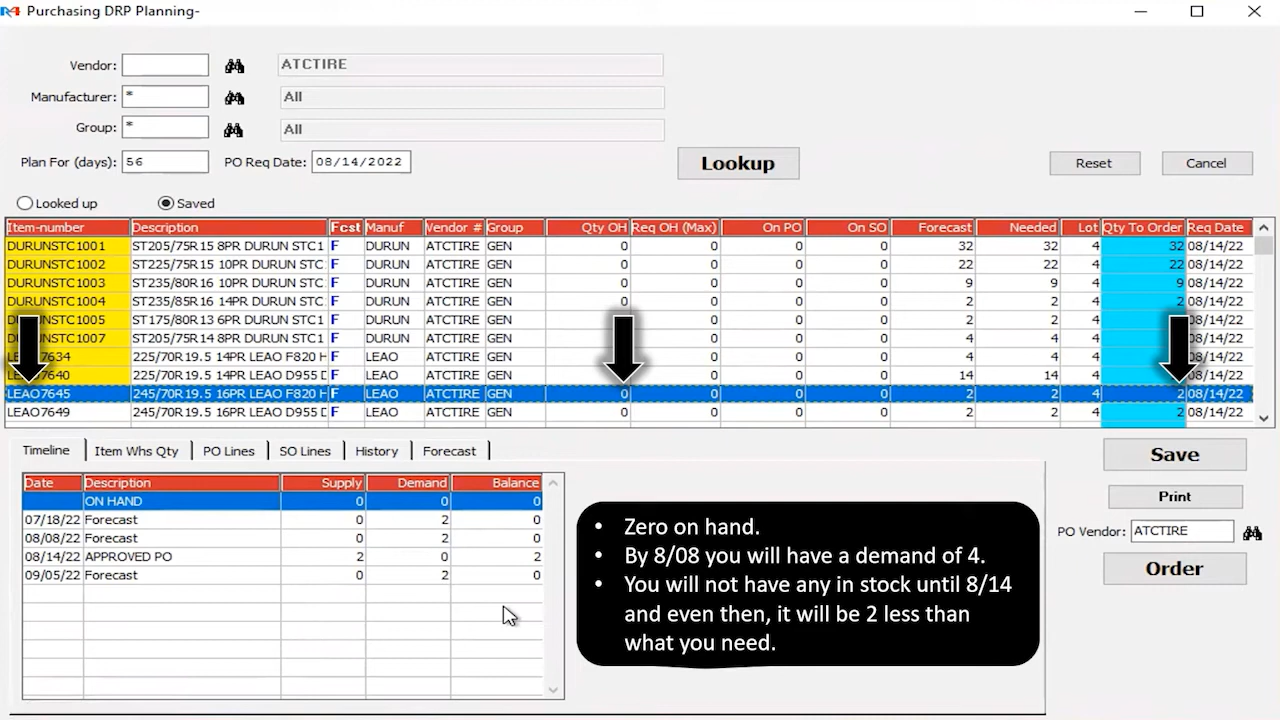 R4 Purchasing DRP Planning-
Vendor: ATCTIRE
Manufacturer: * All
Group: * All
Plan For (days): 56 PO Req Date: 08/14/2022 Lookup Reset Cancel
Looked up Saved
Item-number Description Fcst Manuf Vendor # Group Qty OH Req OH (Max) On PO On SO Forecast Needed Lot Qty To Order Req Date
DURUNSTC1001 ST205/75R15 8PR DURUN STC1 F DURUN ATCTIRE GEN 0 0 0 0 32 32 4 32 08/14/22
DURUNSTC1002 ST225/75R15 10PR DURUN STC F DURUN ATCTIRE GEN 0 0 0 0 22 22 4 22 08/14/22
DURUNSTC1003 ST235/80R16 10PR DURUN STC F DURUN ATCTIRE GEN 0 0 0 0 9 9 4 9 08/14/22
DURUNSTC1004 ST235/85R16 14PR DURUN STC F DURUN ATCTIRE GEN 0 0 0 0 2 2 4 2 08/14/22
DURUNSTC1005 ST175/80R13 6PR DURUN STC1 F DURUN ATCTIRE GEN 0 0 0 2 2 4 08/14/22
DURUNSTC1007 ST205/75R14 8PR DURUN STC1 F DURUN ATCTIRE GEN 0 0 0 4 4 4 08/14/22
7634 225/70R19.5 14PR LEAO F820 H F LEAO ATCTIRE GEN 0 0 0 4 4 4 08/14/22
7640 225/70R19.5 14PR LEAO D955 D F LEAO ATCTIRE GEN 0 0 0 14 14 4 08/14/22
LEAO7645 245/70R19.5 16PR LEAO F820 H F LEAO ATCTIRE GEN 0 0 0 0 2 2 4 2 08/14/22
LEAO7649 245/70R19.5 16PR LEAO D955 D F LEAO ATCTIRE GEN 0 0 0 0 2 2 4 2 08/14/22
Timeline Item Whs Qty PO Lines SO Lines History Forecast
Date Description Supply Demand Balance
ON HAND 0 0 0
07/18/22 Forecast 0 2 0
08/08/22 Forecast 0 2 0
08/14/22 APPROVED PO 2 0 2
09/05/22 Forecast 0 2 0
• Zero on hand.
• By 8/08 you will have a demand of 4.
• You will not have any in stock until 8/14
and even then, it will be 2 less than
what you need.
Save
Print
PO Vendor: ATCTIRE
Order